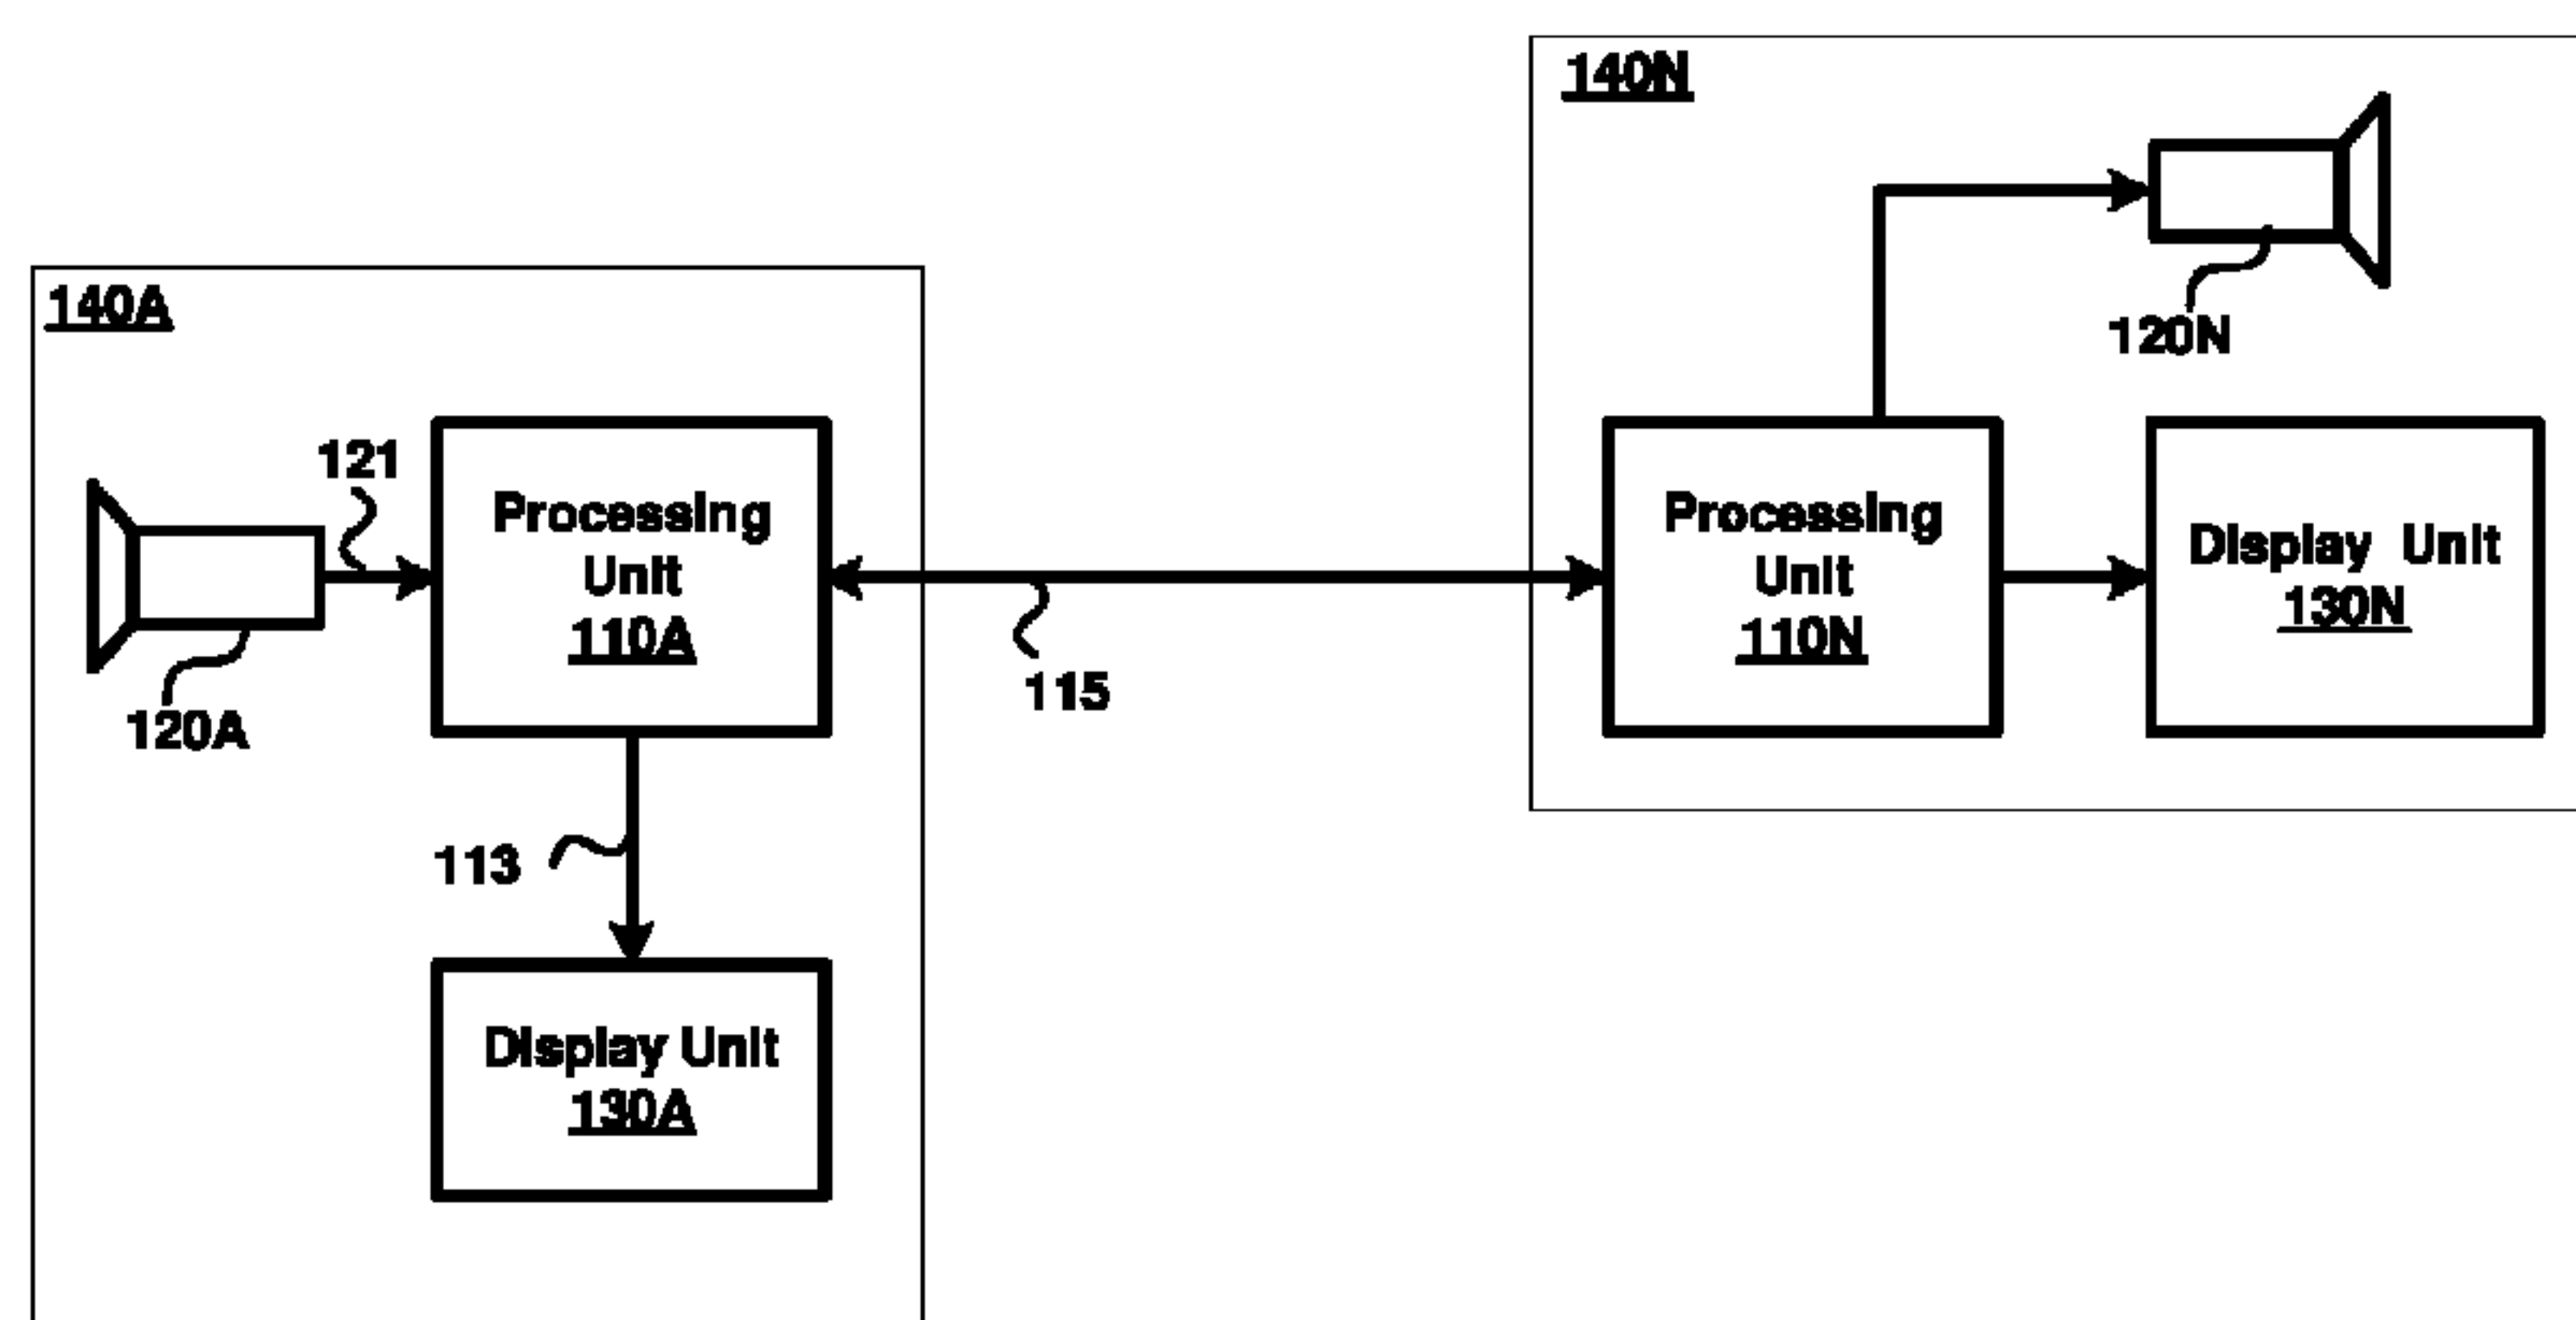 140N
120N
140A
121
Processing
Unit
110A
120A
115
Processing
Unit
110N
Display Unit
130N
113
Display Unit
130A